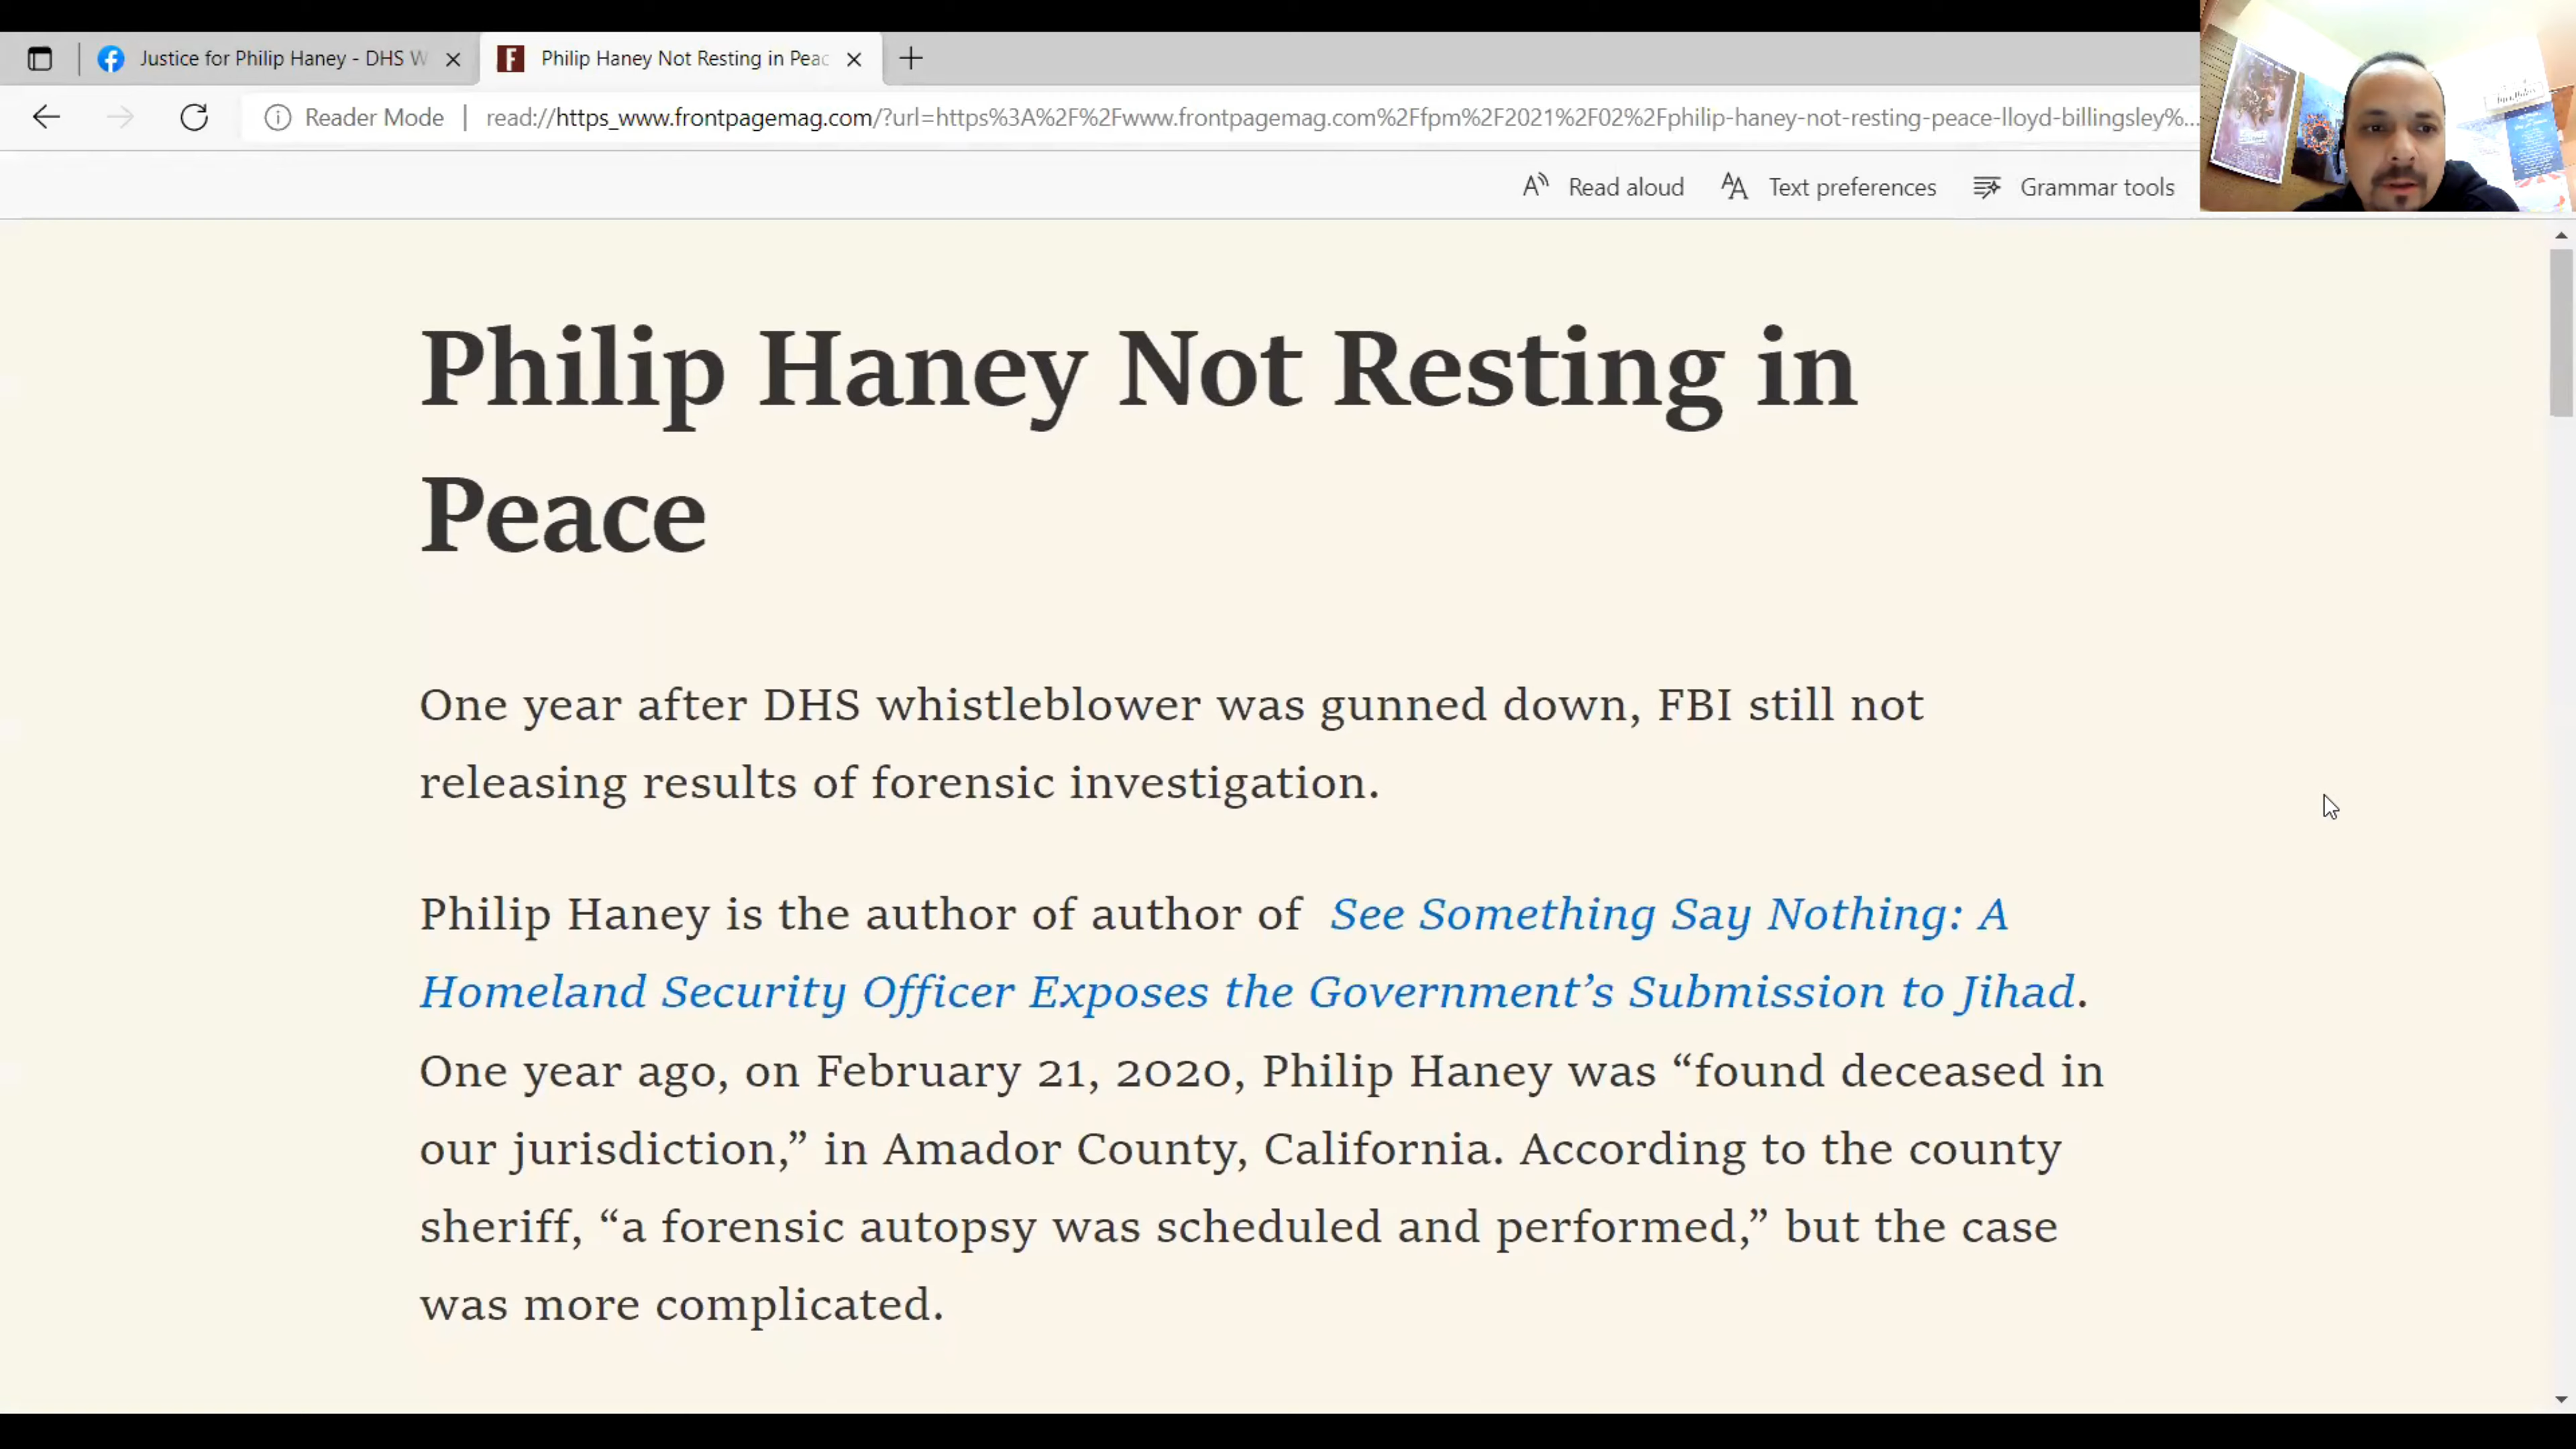 Justice for Philip Haney - DHS W
Philip Haney Not Resting in Peac
Reader Mode
read://https_www.frontpagemag.com/?url=https%3A%2F%2Fwww.frontpagemag.com%2Ffpm%2F2021%2F02%2Fphilip-haney-not-resting-peace-lloyd-billingsley%...
Read aloud
Text preferences
Grammar tools
Philip Haney Not Resting in
Peace
One year after DHS whistleblower was gunned down, FBI still not
releasing results of forensic investigation.
Philip Haney is the author of author of See Something Say Nothing: A
Homeland Security Officer Exposes the Government’s Submission to Jihad.
One year ago, on February 21, 2020, Philip Haney was “found deceased in
our jurisdiction,” in Amador County, California. According to the county
sheriff, “a forensic autopsy was scheduled and performed,” but the case
was more complicated.